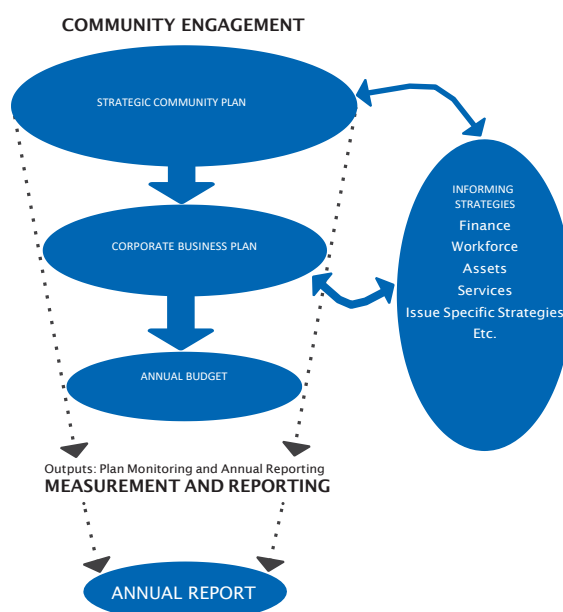 COMMUNITY ENGAGEMENT
STRATEGIC COMMUNITY PLAN
INFORMING
STRATEGIES
Finance
Workforce
Assets
Services
Issue Specific Strategies
Etc.
CORPORATE BUSINESS PLAN
ANNUAL BUDGET
Outputs: Plan Monitoring and Annual Reporting
MEASUREMENT AND REPORTING
ANNUAL REPORT